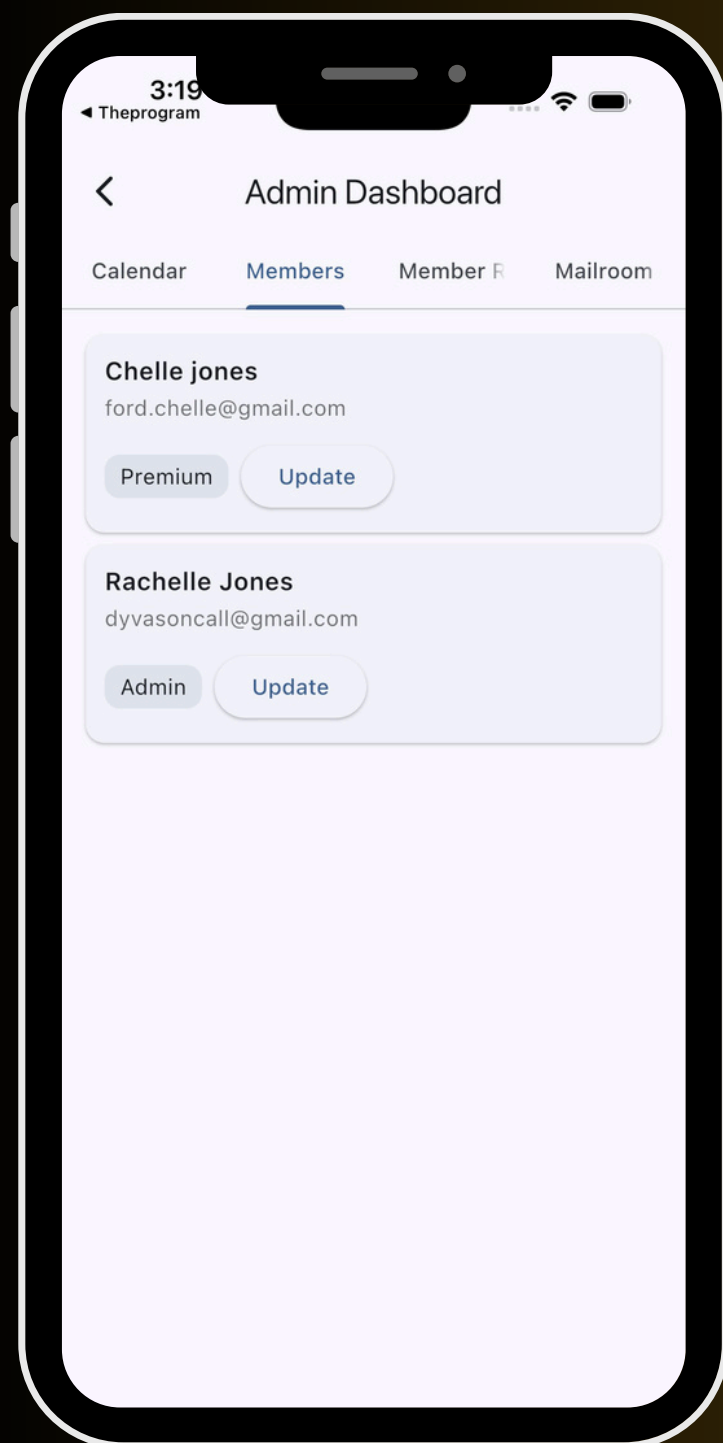 3:19
◀ Theprogram
Admin Dashboard
Calendar Members Member R Mailroom
Chelle jones
ford.chelle@gmail.com
Premium Update
Rachelle Jones
dyvasoncall@gmail.com
Admin Update